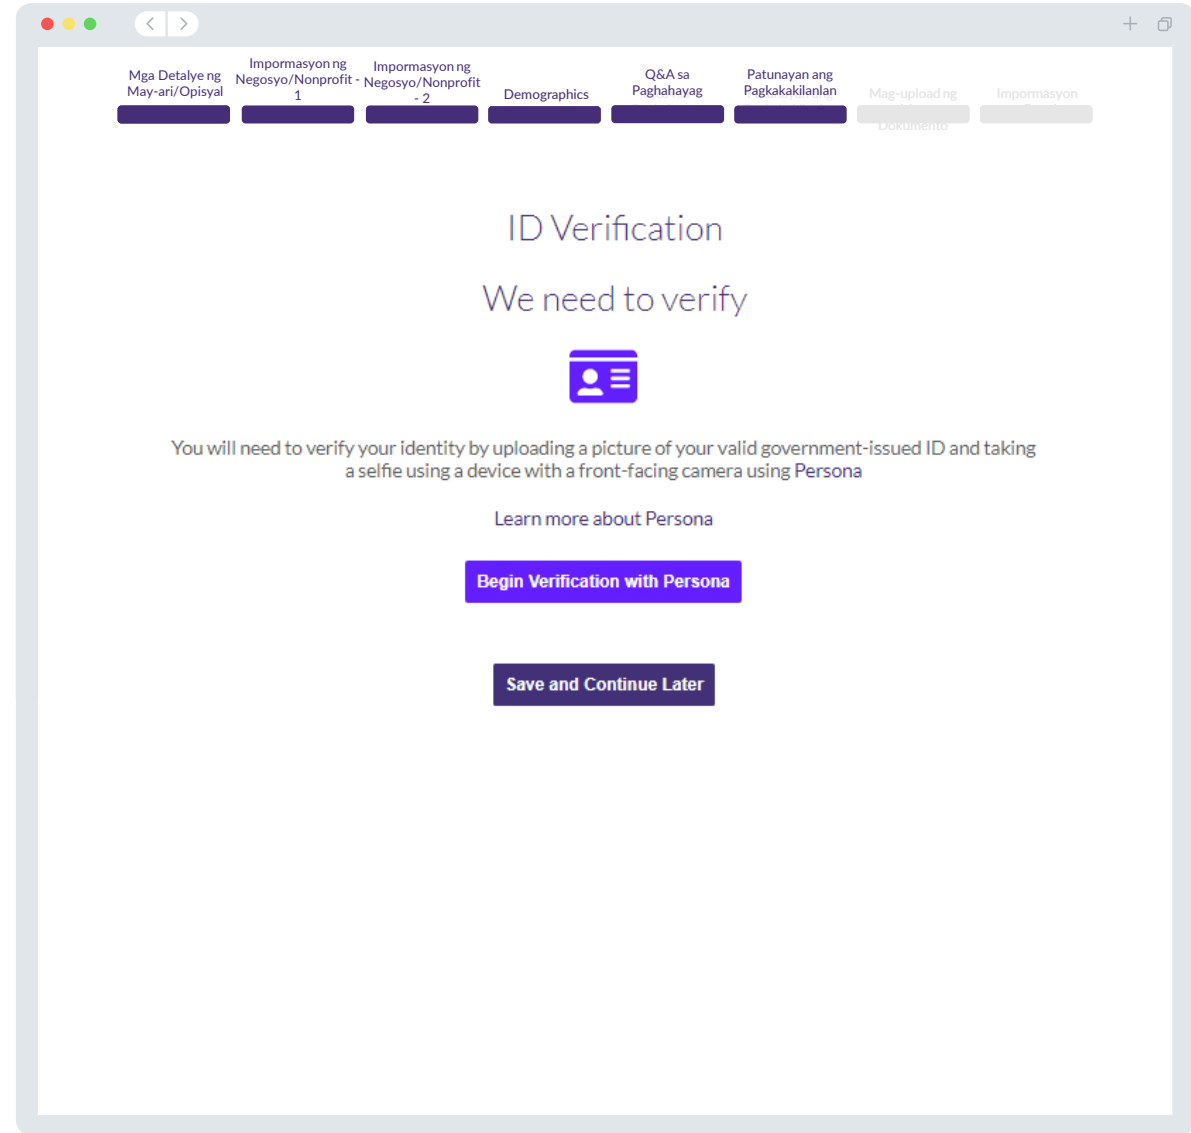 Mga Detalye ng
May-ari/Opisyal
Impormasyon ng
Negosyo/Nonprofit -
1
Impormasyon ng
Negosyo/Nonprofit
- 2
Demographics
Q&A sa
Paghahayag
Patunayan ang
Pagkakakilanlan
Mag-upload ng
Dokumento
Impormasyon
ID Verification
We need to verify
You will need to verify your identity by uploading a picture of your valid government-issued ID and taking
a selfie using a device with a front-facing camera using Persona
Learn more about Persona
Begin Verification with Persona
Save and Continue Later